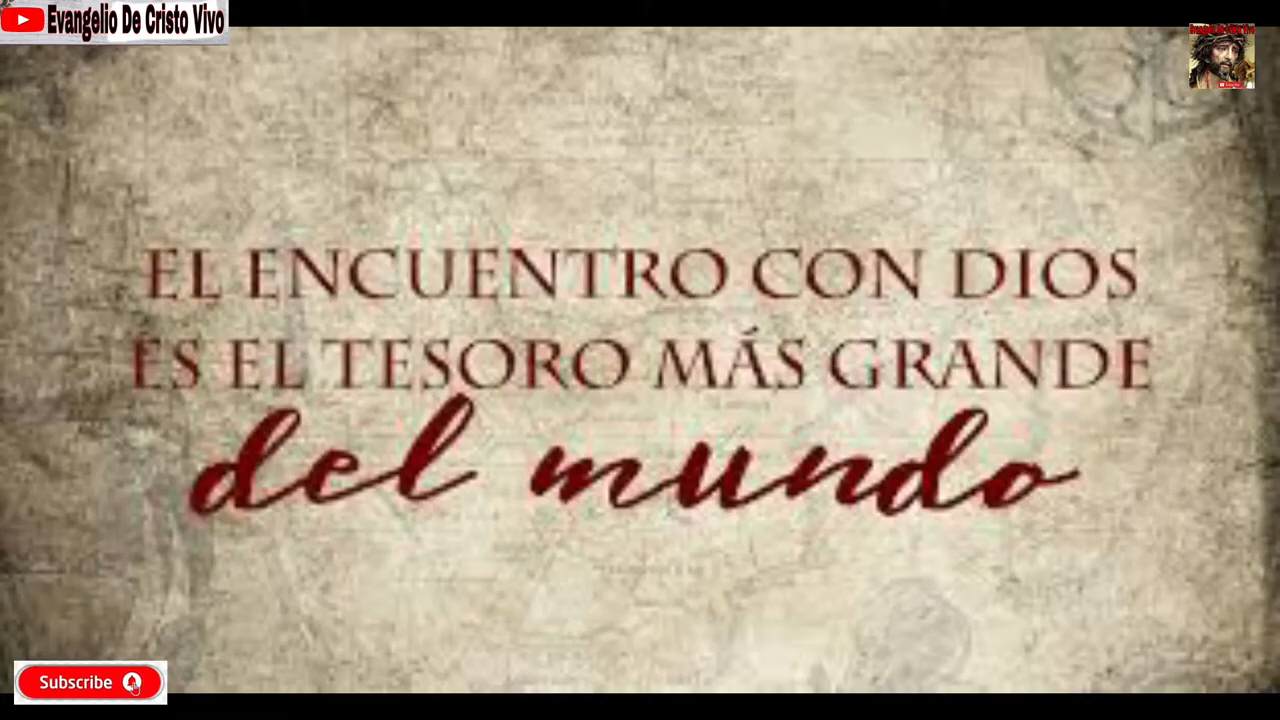 Evangelio De Cristo Vivo
EL ENCUENTRO CON DIOS
ES EL TESORO MÁS GRANDE
del mundo
Subscribe